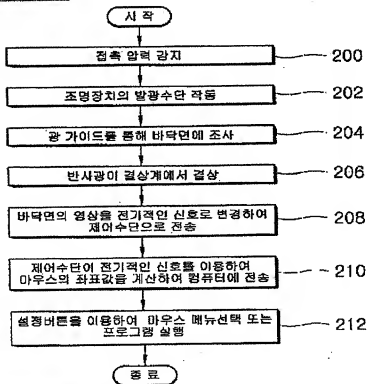 시 작
접촉 압력 감지
200
조명장치의 발광수단 작동
202
광 가이드를 통해 바닥면에 조사
204
반사광이 결상계에서 결상
206
바닥면의 영상을 전기적인 신호로 변경하여
제어수단으로 전송
208
제어수단이 전기적인 신호를 이용하여
마우스의 좌표값을 계산하여 컴퓨터에 전송
210
설정버튼을 이용하여 마우스 메뉴선택 또는
프로그램 실행
212
종 료